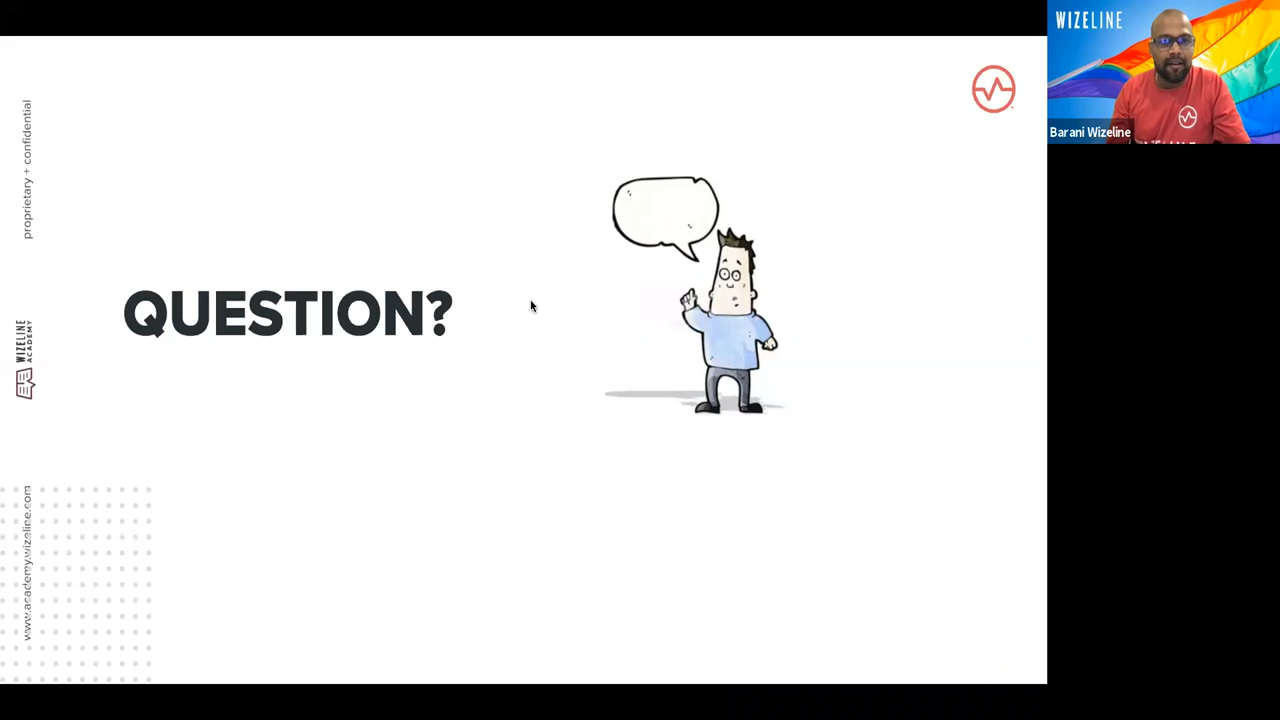 proprietary + confidential
WIZELINE
ACADEMY
www.academy.wizeline.com
QUESTION?
WIZELINE
Barani Wizeline